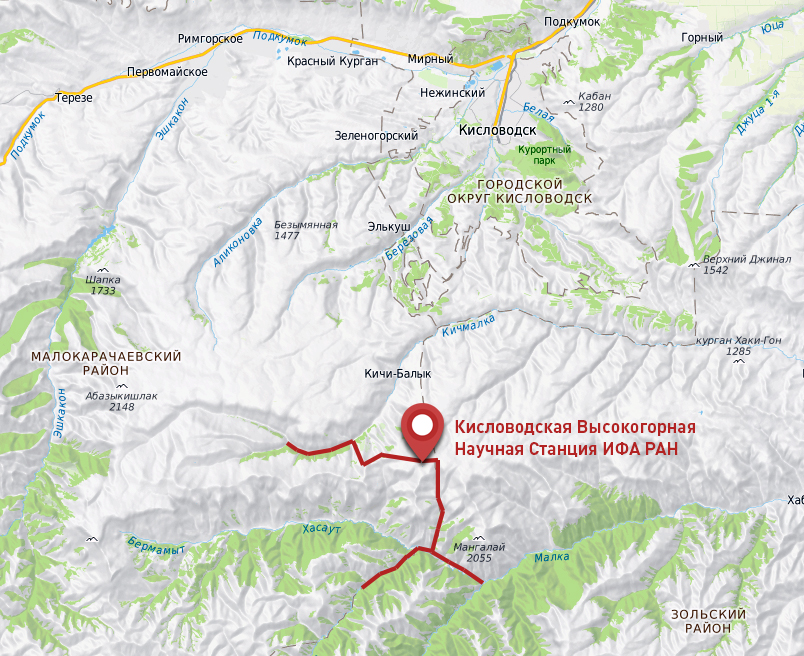 Подкумок
Юца
Римгорское
Подкумок
Горный
Красный Курган
Мирный
Первомайское
Нежинский
Терезе
Кабан
1280
Джуца 1-я
Эшкакон
Белая
Подкумок
Зеленогорский
Кисловодск
Курортный
парк
ГОРОДСКОЙ
ОКРУГ КИСЛОВОДСК
Безымянная
1477
Элькуш
Березовая
Аликоновка
Верхний Джинал
1542
Шапка
1733
Кичмалка
курган Хаки-Гон
1285
МАЛОКАРАЧАЕВСКИЙ
РАЙОН
Кичи-Балык
Абазыкишлак
2148
Эшкакон
Кисловодская Высокогорная
Научная Станция ИФА РАН
Хаб
Хасаут
Бермамыт
Мангалай
2055
Малка
ЗОЛЬСКИЙ
РАЙОН